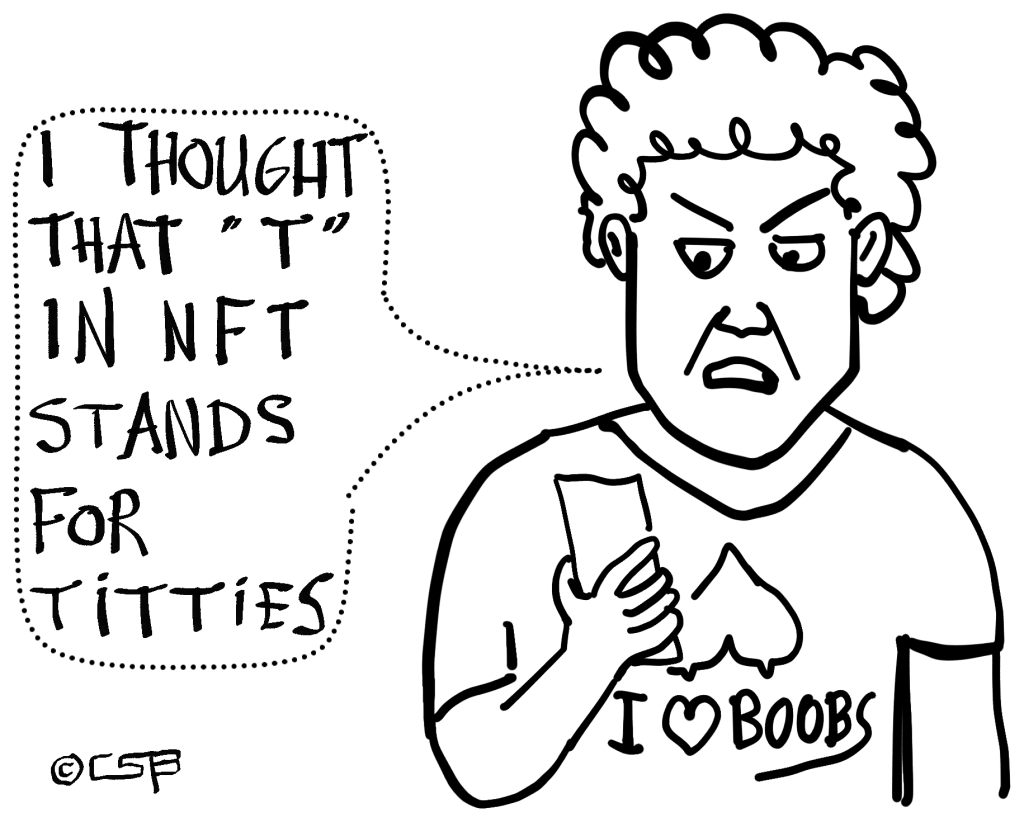 I THOUGHT
THAT "T"
IN NFT
STANDS
FOR
TiTTiES
I ♡ BOOBS
© CSB